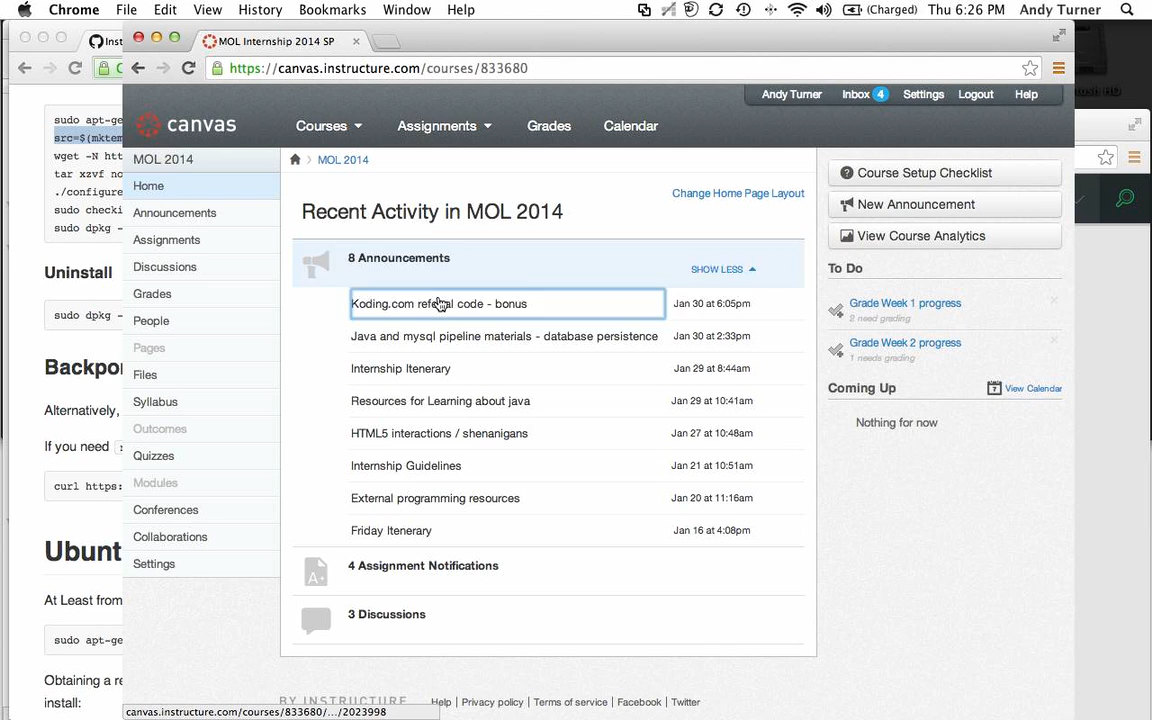 Chrome File Edit View History Bookmarks Window Help (Charged) Thu 6:26 PM Andy Turner
Inst MOL Internship 2014 SP
https://canvas.instructure.com/courses/833680
Andy Turner Inbox 4 Settings Logout Help
canvas Courses Assignments Grades Calendar
MOL 2014
Home
Announcements
Assignments
Discussions
Grades
People
Pages
Files
Syllabus
Outcomes
Quizzes
Modules
Conferences
Collaborations
Settings
MOL 2014
Change Home Page Layout
Recent Activity in MOL 2014
8 Announcements
SHOW LESS
Koding.com referral code - bonus Jan 30 at 6:05pm
Java and mysql pipeline materials - database persistence Jan 30 at 2:33pm
Internship Itenerary Jan 29 at 8:44am
Resources for Learning about java Jan 29 at 10:41am
HTML5 interactions / shenanigans Jan 27 at 10:48am
Internship Guidelines Jan 21 at 10:51am
External programming resources Jan 20 at 11:16am
Friday Itenerary Jan 16 at 4:08pm
4 Assignment Notifications
3 Discussions
Course Setup Checklist
New Announcement
View Course Analytics
To Do
Grade Week 1 progress
2 need grading
Grade Week 2 progress
1 needs grading
Coming Up View Calendar
Nothing for now
BY INSTRUCTURE Help | Privacy policy | Terms of service | Facebook | Twitter
canvas.instructure.com/courses/833680/.../2023998
sudo apt-ge
src=$(mktem
wget -N htt
tar xzvf no
./configure
sudo checki
sudo dpkg -
Uninstall
sudo dpkg -
Backpor
Alternatively,
If you need
curl https:
Ubunt
At Least from
sudo apt-ge
Obtaining a re
install: